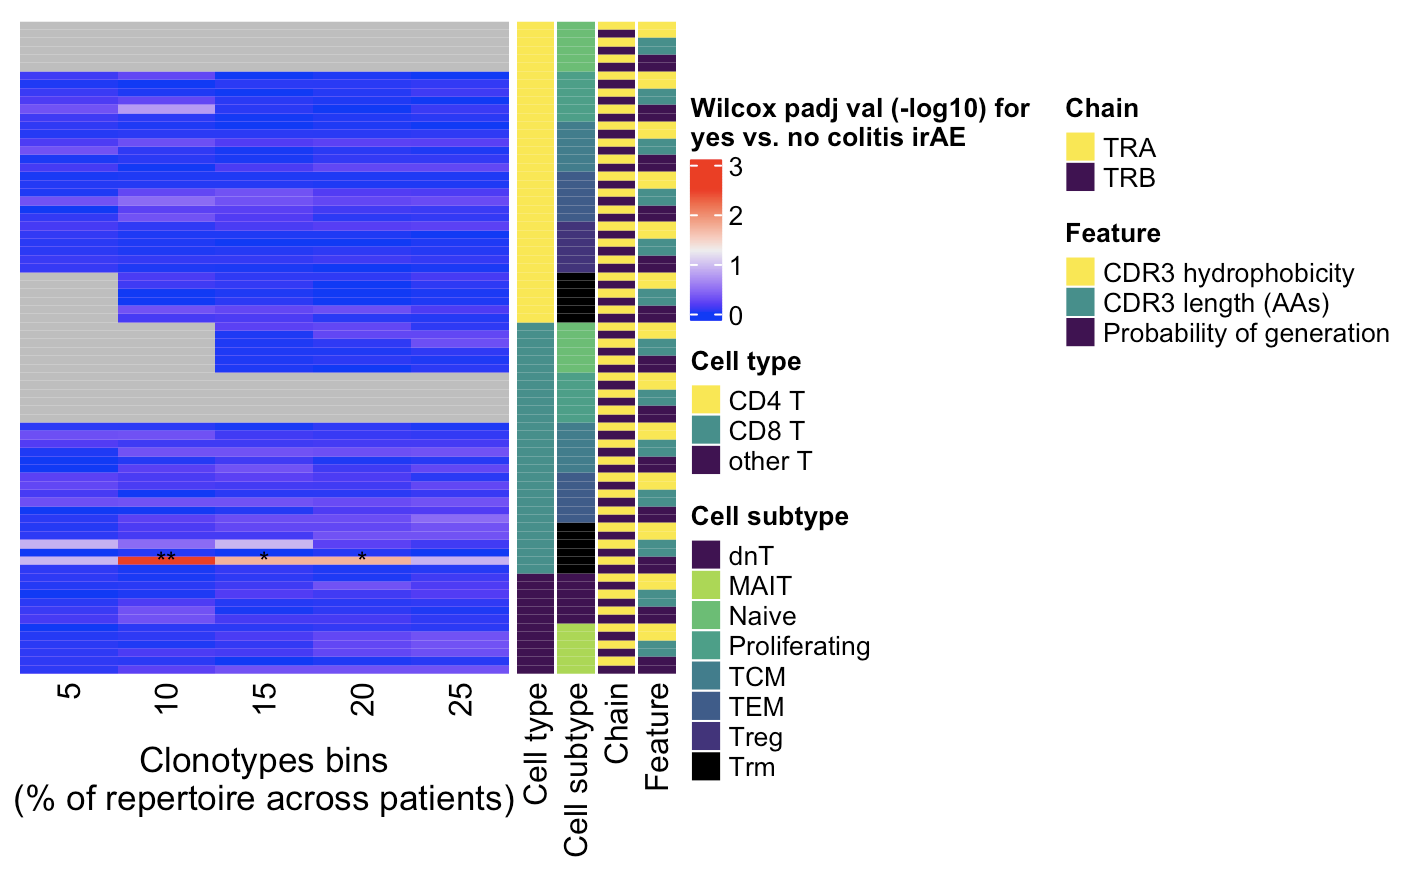 Wilcox padj val (-log10) for
yes vs. no colitis irAE
3
2
1
0
Cell type
CD4 T
CD8 T
other T
Cell subtype
dnT
MAIT
Naive
Proliferating
TCM
TEM
Treg
Trm
Chain
TRA
TRB
Feature
CDR3 hydrophobicity
CDR3 length (AAs)
Probability of generation
** * *
5 10 15 20 25
Cell type
Cell subtype
Chain
Feature
Clonotypes bins
(% of repertoire across patients)